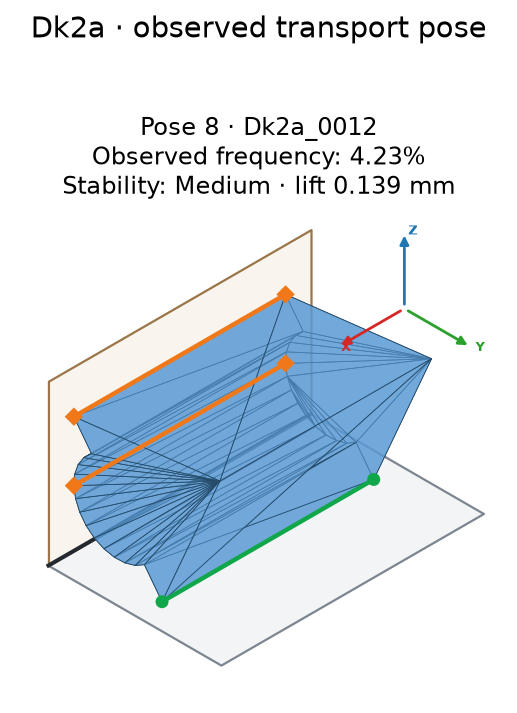 Dk2a · observed transport pose
Pose 8 · Dk2a_0012
Observed frequency: 4.23%
Stability: Medium · lift 0.139 mm
Z
X
Y